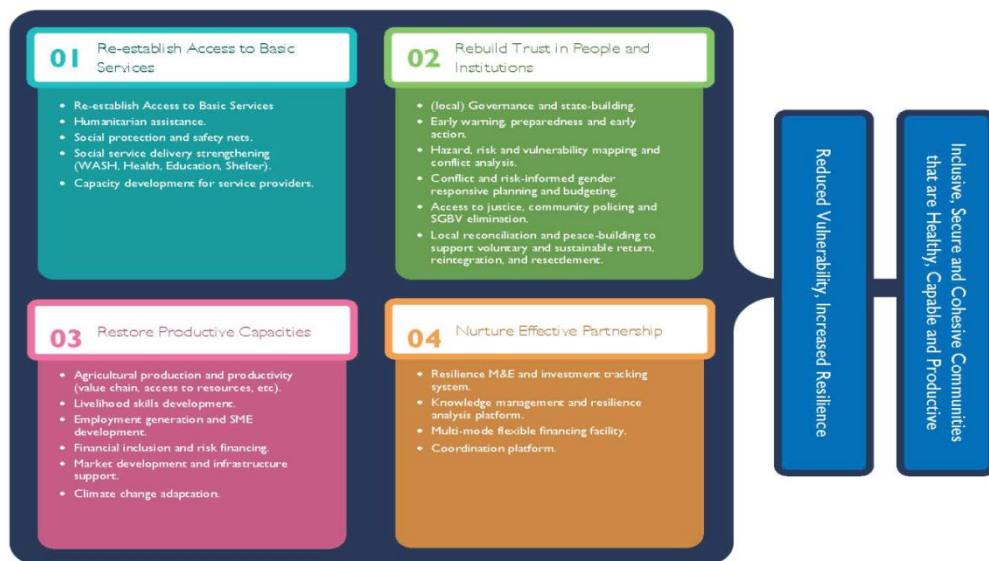 01
Re-establish Access to Basic
Services
• Re-establish Access to Basic Services
• Humanitarian assistance.
• Social protection and safety nets.
• Social service delivery strengthening
(WASH, Health, Education, Shelter).
• Capacity development for service providers.
02
Rebuild Trust in People and
Institutions
• (local) Governance and state-building.
• Early warning, preparedness and early
action.
• Hazard, risk and vulnerability mapping and
conflict analysis.
• Conflict and risk-informed gender
responsive planning and budgeting.
• Access to justice, community policing and
SGBV elimination.
• Local reconciliation and peace-building to
support voluntary and sustainable return,
reintegration, and resettlement.
03
Restore Productive Capacities
• Agricultural production and productivity
(value chain, access to resources, etc).
• Livelihood skills development.
• Employment generation and SME
development.
• Financial inclusion and risk financing.
• Market development and infrastructure
support.
• Climate change adaptation.
04
Nurture Effective Partnership
• Resilience M&E and investment tracking
system.
• Knowledge management and resilience
analysis platform.
• Multi-mode flexible financing facility.
• Coordination platform.
Reduced Vulnerability, Increased Resilience
Inclusive, Secure and Cohesive Communities
that are Healthy, Capable and Productive